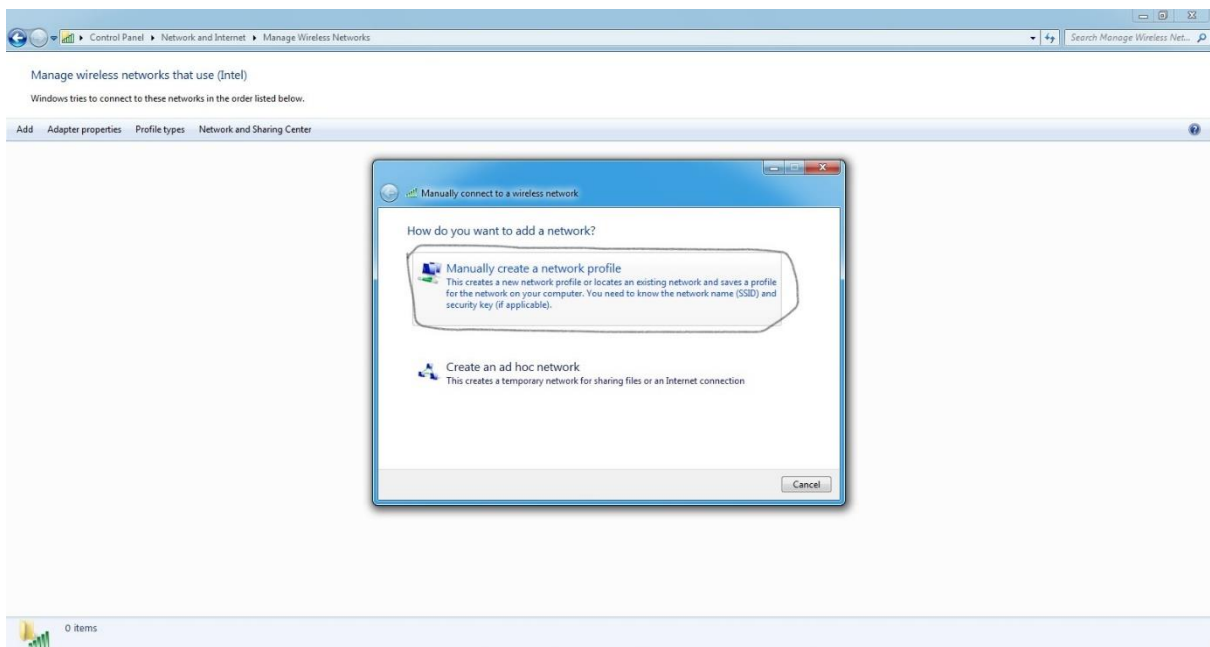 Control Panel ▸ Network and Internet ▸ Manage Wireless Networks
Search Manage Wireless Net...
Manage wireless networks that use (Intel)
Windows tries to connect to these networks in the order listed below.
Add Adapter properties Profile types Network and Sharing Center
Manually connect to a wireless network
How do you want to add a network?
Manually create a network profile
This creates a new network profile or locates an existing network and saves a profile
for the network on your computer. You need to know the network name (SSID) and
security key (if applicable).
Create an ad hoc network
This creates a temporary network for sharing files or an Internet connection
Cancel
0 items